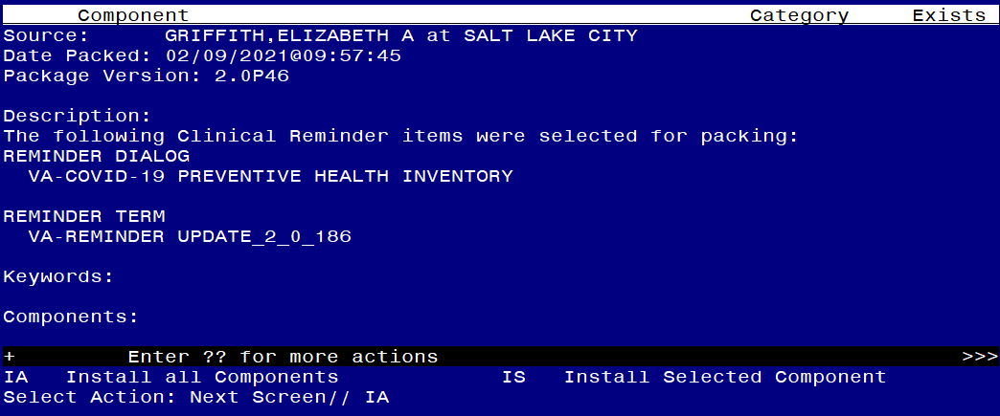 Component Category Exists
Source: GRIFFITH,ELIZABETH A at SALT LAKE CITY
Date Packed: 02/09/2021@09:57:45
Package Version: 2.0P46
Description:
The following Clinical Reminder items were selected for packing:
REMINDER DIALOG
VA-COVID-19 PREVENTIVE HEALTH INVENTORY
REMINDER TERM
VA-REMINDER UPDATE_2_0_186
Keywords:
Components:
+ Enter ?? for more actions >>>
IA Install all Components IS Install Selected Component
Select Action: Next Screen// IA